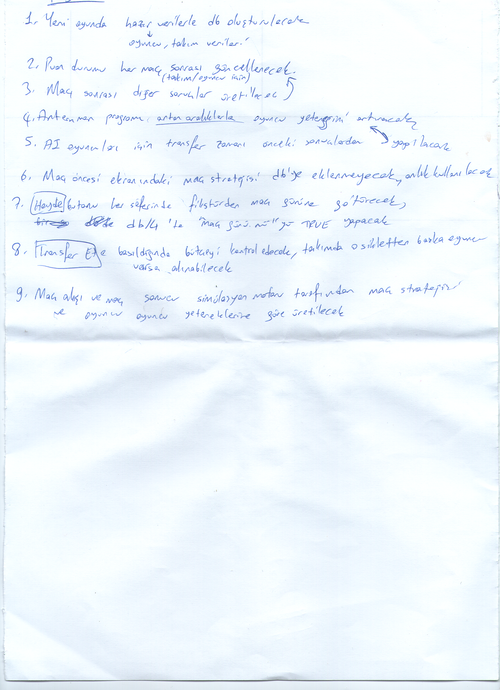 1. Yeni oyunda hazır verilerle db oluşturulacak
oyuncu, takım verileri
2. Puan durumu her maç sonrası güncellenecek.
(takım/oyuncu için)
3. Maç sonrası diğer sonuçlar üretilecek
4. Antrenman programı artan aralıklarla oyuncu yeteneğini artıracak,
5. AI oyuncuları için transfer zamanı önceki sonuçlardan yapılacak
6. Maç öncesi ekranındaki maç stratejisi db'ye eklenmeyecek, anlık kullanılacak
7. Hayde butonu her seferinde fikstürden maç gününe götürecek,
db'de "maç günü mü"yü TRUE yapacak
8. Transfer Et'e basıldığında bütçeyi kontrol edecek, takımda o sikletten başka oyuncu
varsa alınabilecek
9. Maç akışı ve maç sonucu simülasyon motoru tarafından maç stratejisi
ve oyuncu oyuncu yeteneklerine göre üretilecek